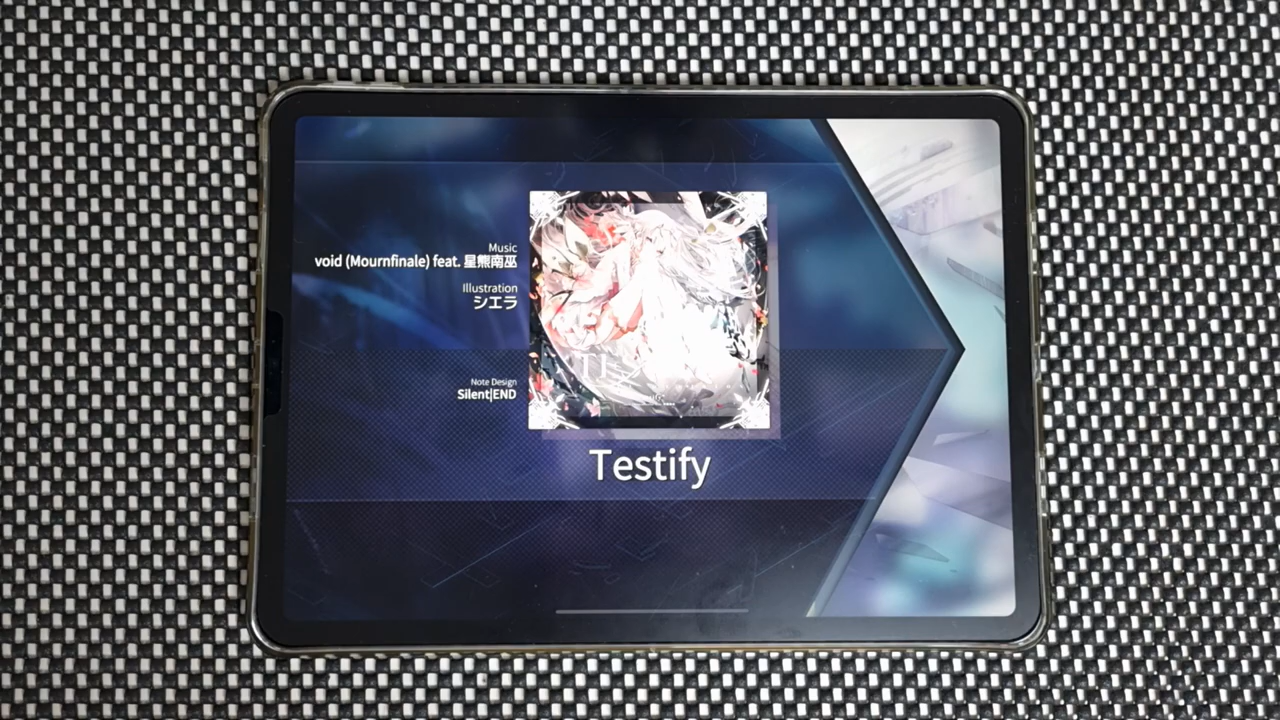 Music
void (Mournfinale) feat. 星熊南巫
Illustration
シエラ
Note Design
Silent|END
Testify